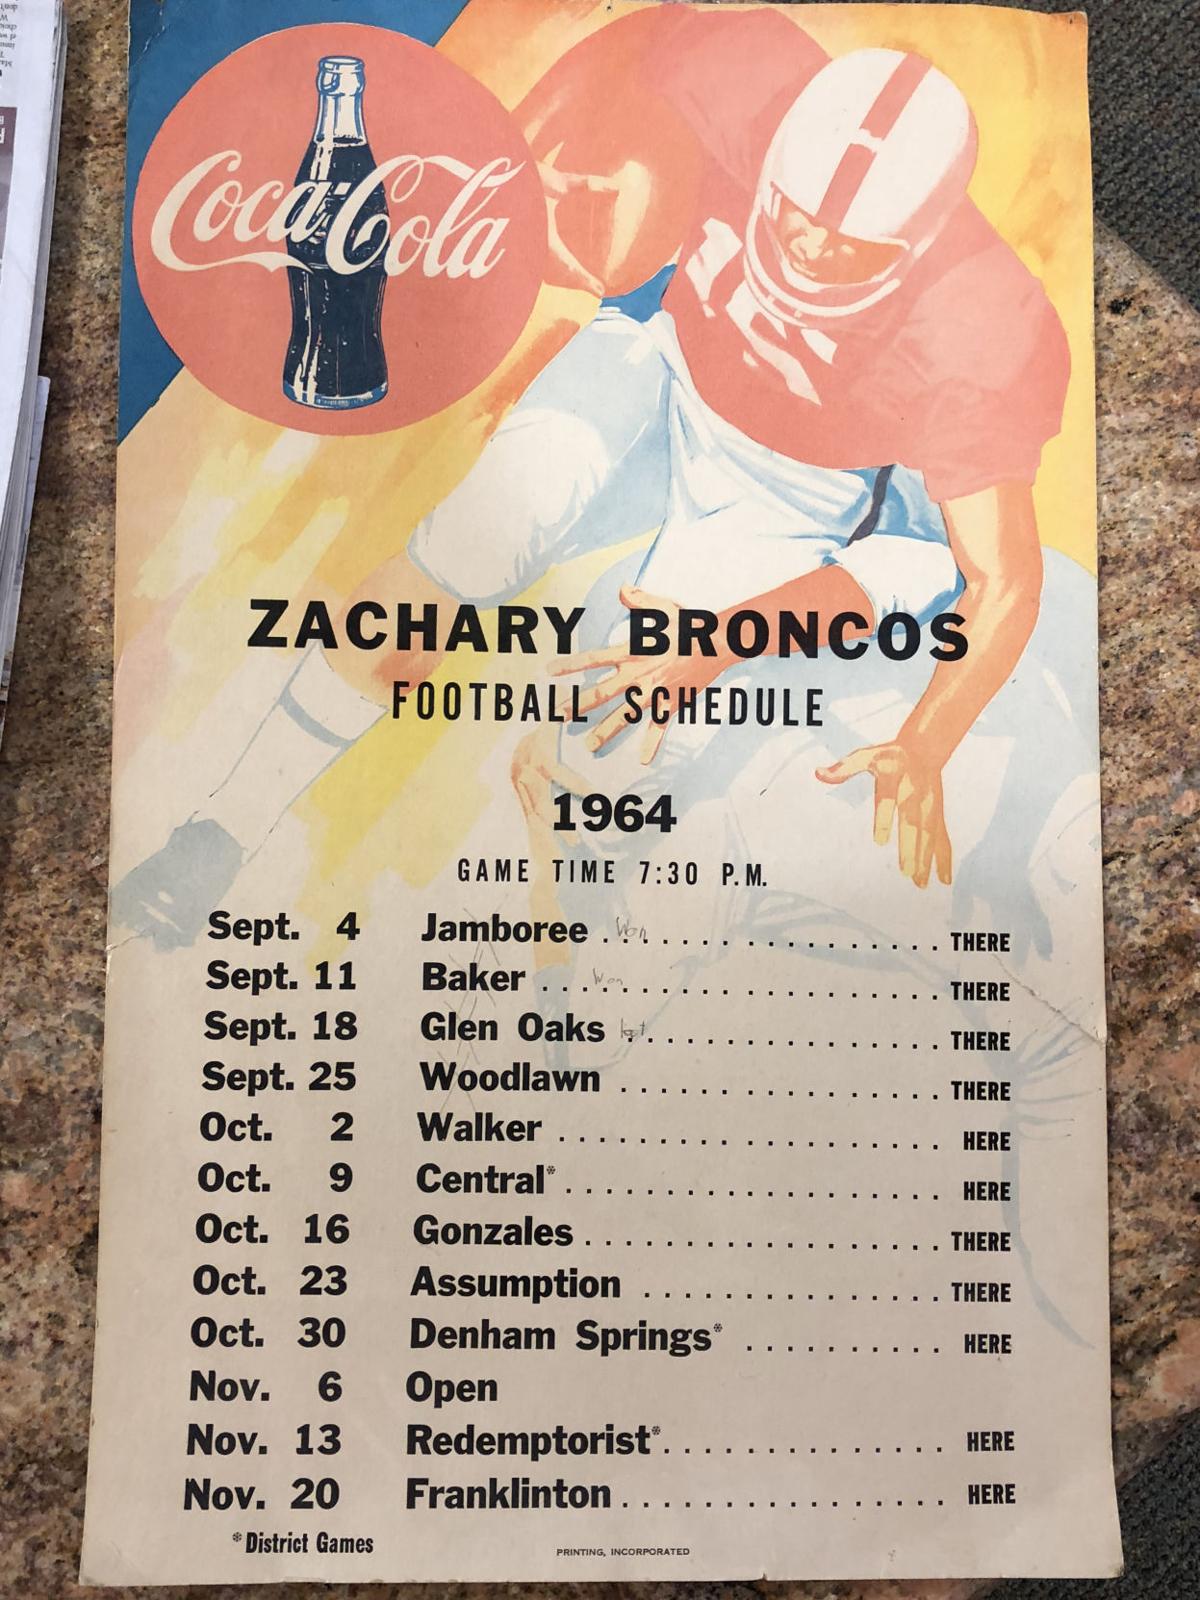 Coca-Cola
ZACHARY BRONCOS
FOOTBALL SCHEDULE
1964
GAME TIME 7:30 P.M.
Sept. 4 Jamboree Won . . . . . . . . . . . . . . . . . THERE
Sept. 11 Baker . . . Won . . . . . . . . . . . . . . . . THERE
Sept. 18 Glen Oaks lost . . . . . . . . . . . . . . . . THERE
Sept. 25 Woodlawn . . . . . . . . . . . . . . . . THERE
Oct. 2 Walker . . . . . . . . . . . . . . . . . . HERE
Oct. 9 Central* . . . . . . . . . . . . . . . . . . HERE
Oct. 16 Gonzales . . . . . . . . . . . . . . . . . THERE
Oct. 23 Assumption . . . . . . . . . . . . . . . THERE
Oct. 30 Denham Springs* . . . . . . . . . . HERE
Nov. 6 Open
Nov. 13 Redemptorist* . . . . . . . . . . . . . . HERE
Nov. 20 Franklinton . . . . . . . . . . . . . . . . HERE
*District Games
PRINTING, INCORPORATED